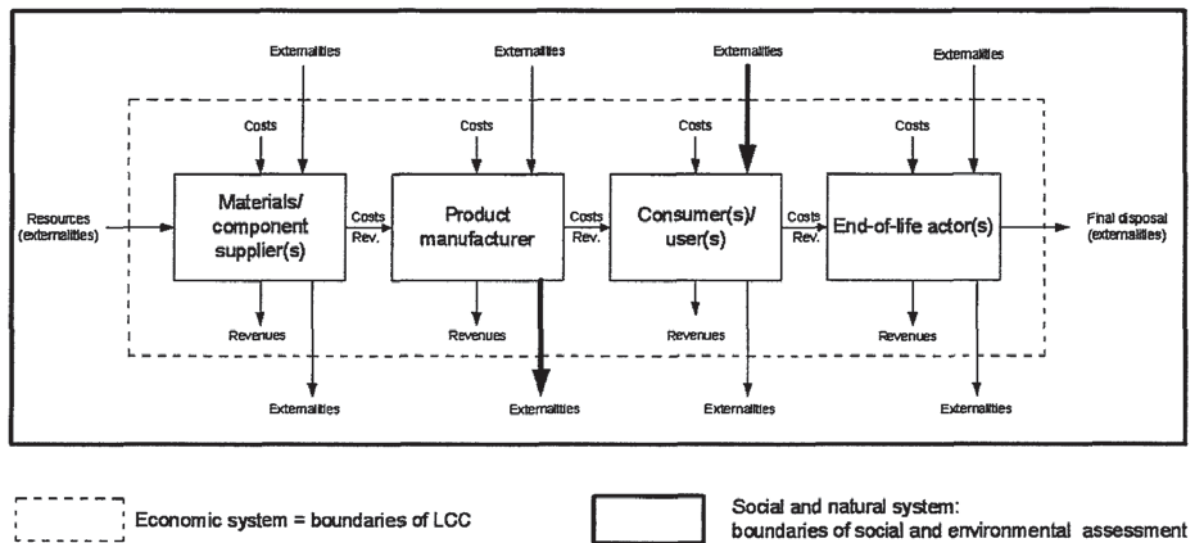 Externalities
Externalities
Externalities
Externalities
Costs
Costs
Costs
Costs
Resources
(externalities)
Materials/
component
supplier(s)
Costs
Rev.
Product
manufacturer
Costs
Rev.
Consumer(s)/
user(s)
Costs
Rev.
End-of-life actor(s)
Final disposal
(externalities)
Revenues
Revenues
Revenues
Revenues
Externalities
Externalities
Externalities
Externalities
Economic system = boundaries of LCC
Social and natural system:
boundaries of social and environmental assessment